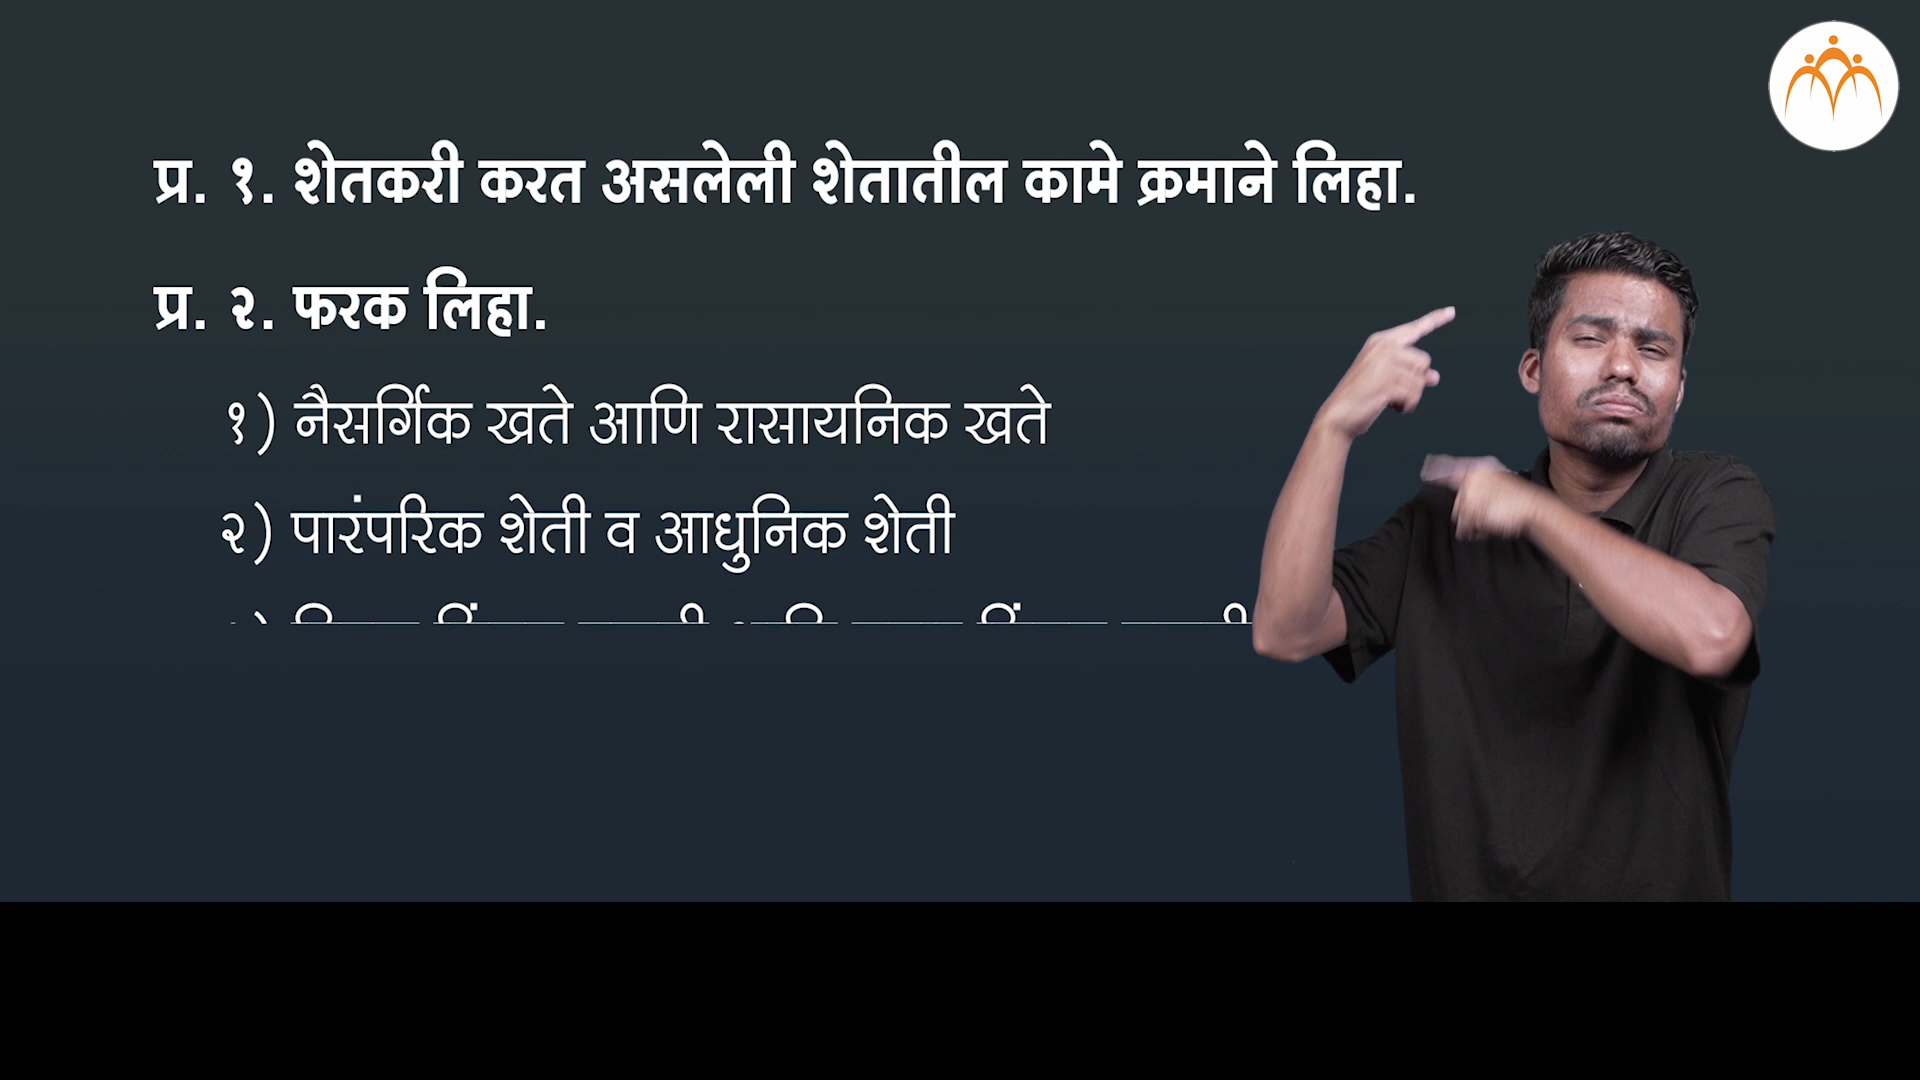 प्र. १. शेतकरी करत असलेली शेतातील कामे क्रमाने लिहा.
प्र. २. फरक लिहा.
१) नैसर्गिक खते आणि रासायनिक खते
२) पारंपरिक शेती व आधुनिक शेती